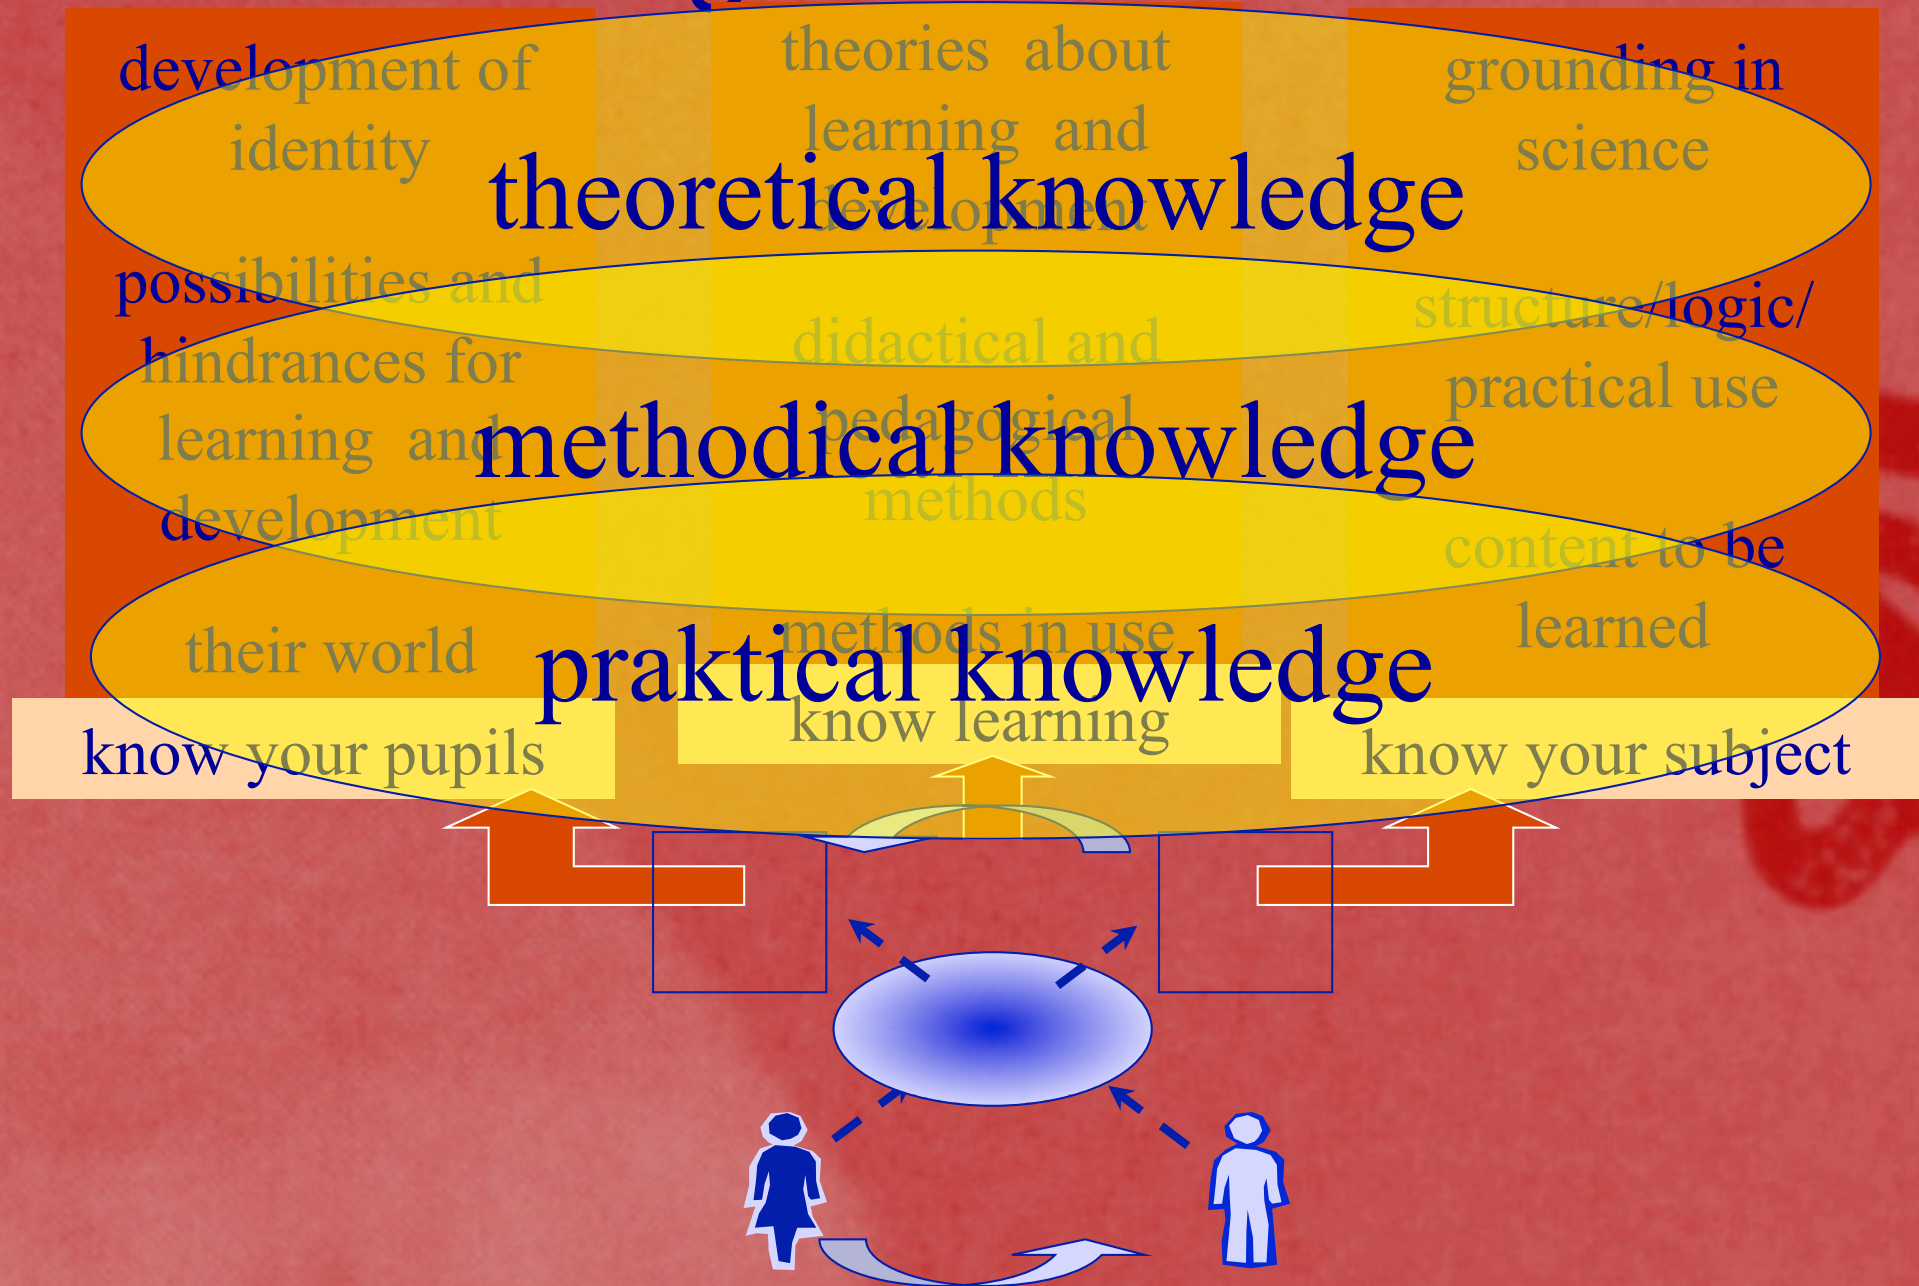 development of
identity
possibilities and
hindrances for
learning and
development
their world
know your pupils
theories about
learning and
development
didactical and
pedagogical
methods
methods in use
know learning
grounding in
science
structure/logic/
practical use
content to be
learned
know your subject
theoretical knowledge
methodical knowledge
praktical knowledge